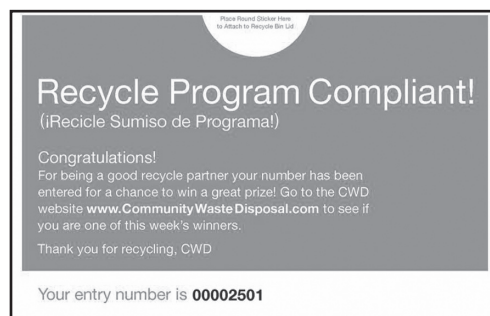 Place Round Sticker Here
to Attach to Recycle Bin Lid
Recycle Program Compliant!
(¡Recicle Sumiso de Programa!)
Congratulations!
For being a good recycle partner your number has been
entered for a chance to win a great prize! Go to the CWD
website www.CommunityWasteDisposal.com to see if
you are one of this week's winners.
Thank you for recycling, CWD
Your entry number is 00002501